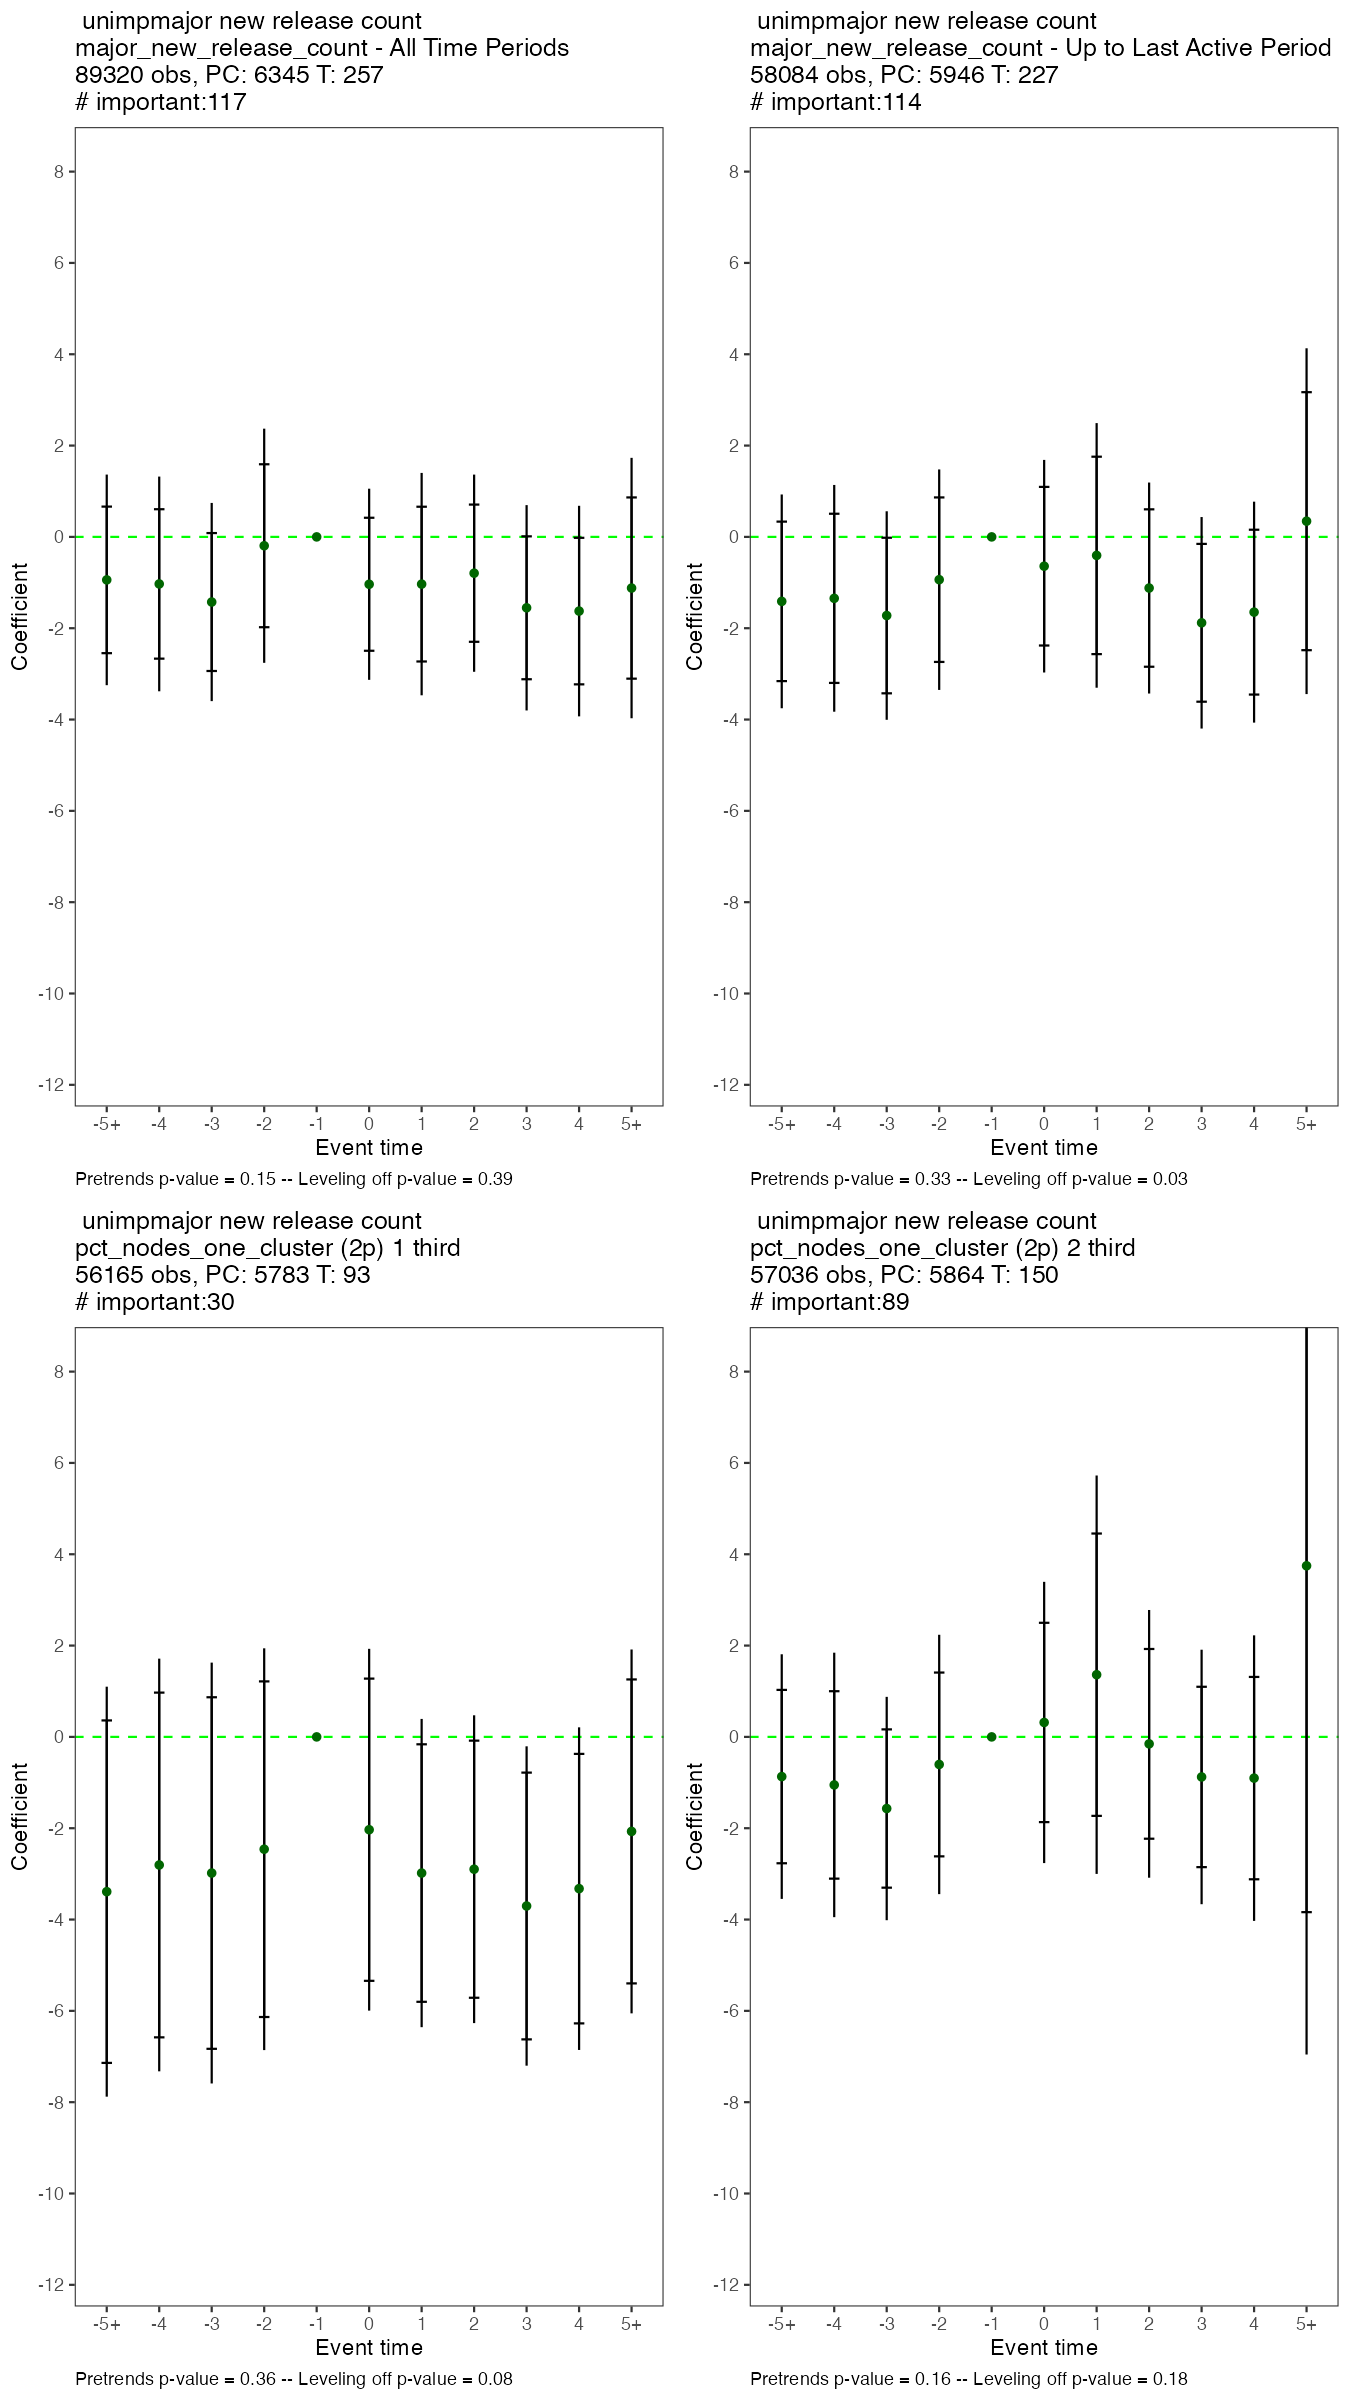 unimpmajor new release count
major_new_release_count - All Time Periods
89320 obs, PC: 6345 T: 257
# important:117
8
6
4
2
0
-2
-4
-6
-8
-10
-12
Coefficient
-5+ -4 -3 -2 -1 0 1 2 3 4 5+
Event time
Pretrends p-value = 0.15 -- Leveling off p-value = 0.39
unimpmajor new release count
major_new_release_count - Up to Last Active Period
58084 obs, PC: 5946 T: 227
# important:114
8
6
4
2
0
-2
-4
-6
-8
-10
-12
Coefficient
-5+ -4 -3 -2 -1 0 1 2 3 4 5+
Event time
Pretrends p-value = 0.33 -- Leveling off p-value = 0.03
unimpmajor new release count
pct_nodes_one_cluster (2p) 1 third
56165 obs, PC: 5783 T: 93
# important:30
8
6
4
2
0
-2
-4
-6
-8
-10
-12
Coefficient
-5+ -4 -3 -2 -1 0 1 2 3 4 5+
Event time
Pretrends p-value = 0.36 -- Leveling off p-value = 0.08
unimpmajor new release count
pct_nodes_one_cluster (2p) 2 third
57036 obs, PC: 5864 T: 150
# important:89
8
6
4
2
0
-2
-4
-6
-8
-10
-12
Coefficient
-5+ -4 -3 -2 -1 0 1 2 3 4 5+
Event time
Pretrends p-value = 0.16 -- Leveling off p-value = 0.18